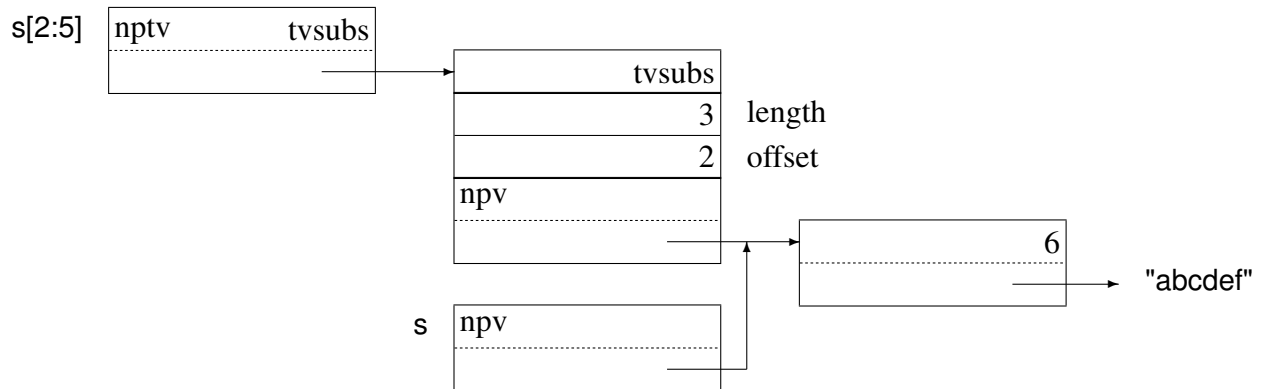 s[2:5] nptv tvsubs
tvsubs
3 length
2 offset
npv
6
"abcdef"
s npv